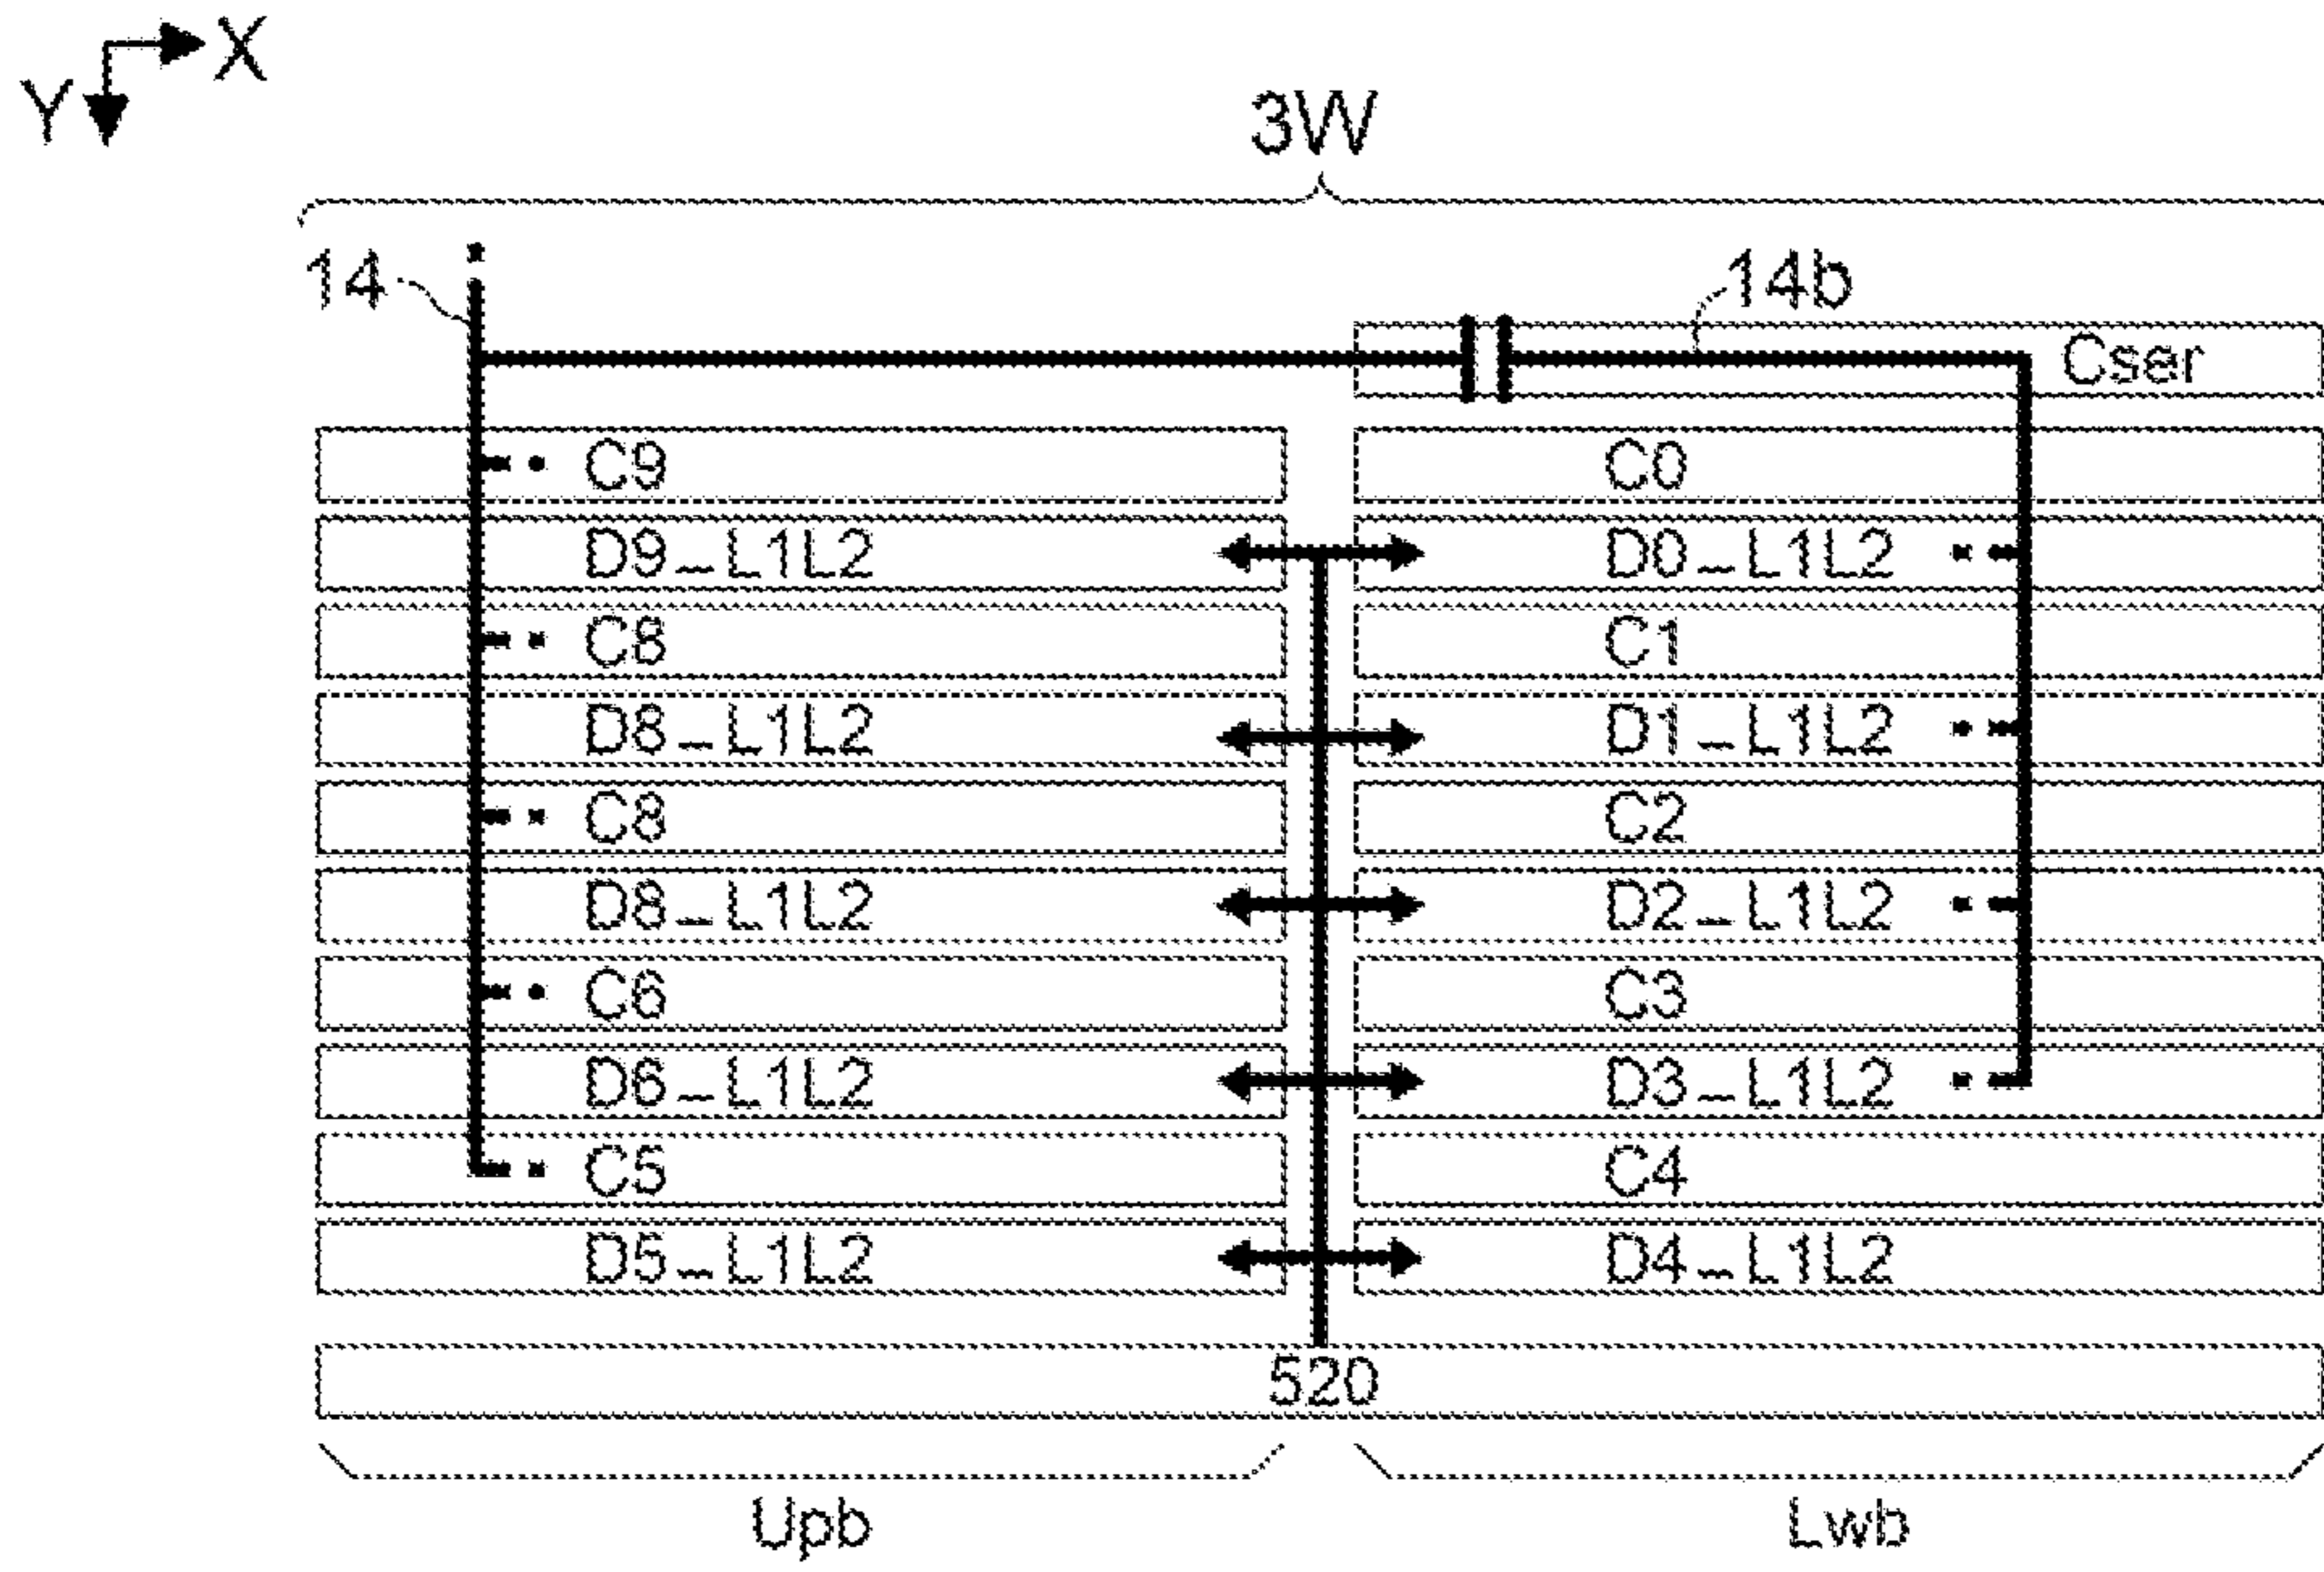 X
Y
3W
14
14b
Cser
C9
C0
D9_L1L2
D0_L1L2
C8
C1
D8_L1L2
D1_L1L2
C8
C2
D8_L1L2
D2_L1L2
C6
C3
D6_L1L2
D3_L1L2
C5
C4
D5_L1L2
D4_L1L2
520
Upb
Lwb